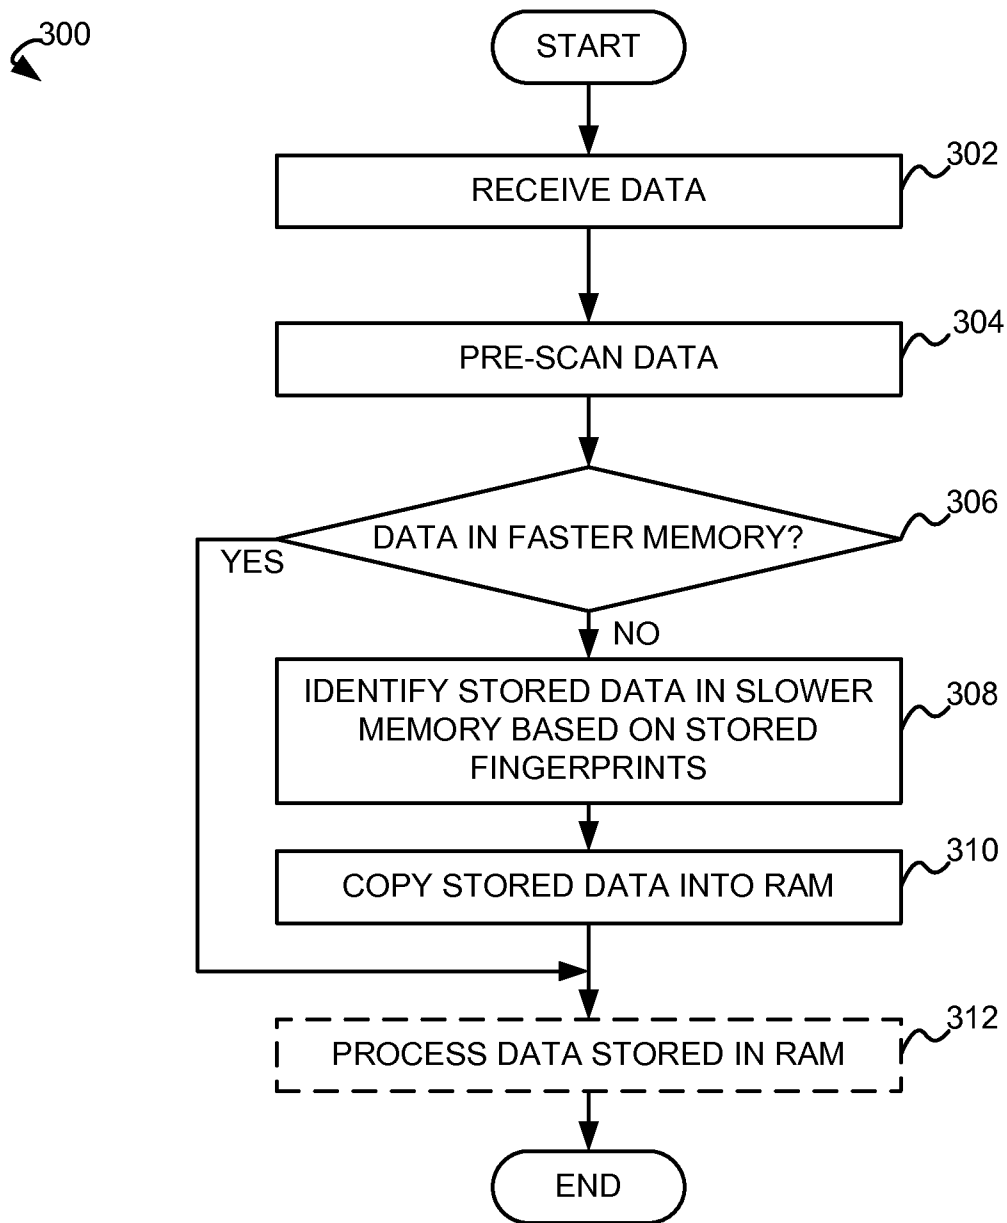 300
START
302
RECEIVE DATA
304
PRE-SCAN DATA
306
DATA IN FASTER MEMORY?
YES
NO
308
IDENTIFY STORED DATA IN SLOWER
MEMORY BASED ON STORED
FINGERPRINTS
310
COPY STORED DATA INTO RAM
312
PROCESS DATA STORED IN RAM
END